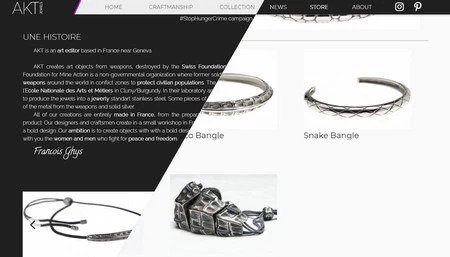 AKT
HOME
CRAFTMANSHIP
COLLECTION
NEWS
STORE
ABOUT
#StopHungerCrime campaign
UNE HISTOIRE
AKT is an art editor based in France near Geneva.
AKT creates art objects from weapons, destroyed by the Swiss Foundation
Foundation for Mine Action is a non-governmental organization where former sold
weapons around the world in conflict zones to protect civilian populations. The
l'Ecole Nationale des Arts et Métiers in Cluny/Burgundy. In their laboratory an
to produce the jewels into a jewerly standart stainless steel. Some pieces of
of the metal from the weapons and solid silver.
All of our creations are entirely made in France, from the prepara
product. Our designers and craftsmen create in a small workshop in F
a bold design. Our ambition is to create objects with with a bold des
with you the women and men who fight for peace and freedom.
Francois Ghys
co Bangle
Snake Bangle